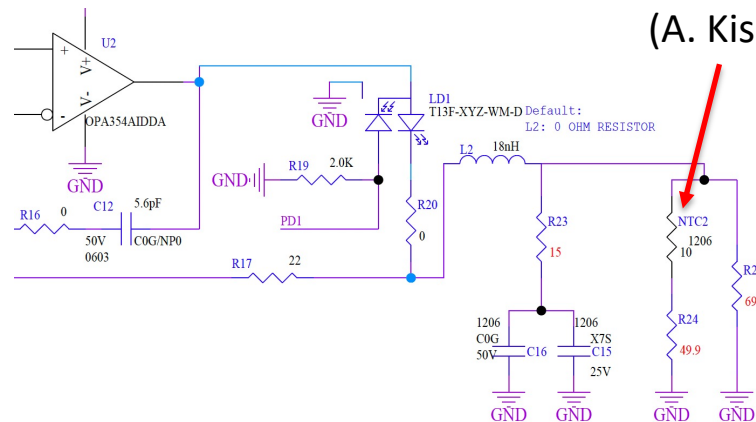 (A. Kis
U2
+
V+
-
V-
OPA354AIDDA
GND
GND
LD1
T13F-XYZ-WM-D
Default:
L2: 0 OHM RESISTOR
L2
18nH
R19
2.0K
GND
PD1
R20
0
R16
0
C12
5.6pF
50V
C0G/NP0
0603
R17
22
R23
15
NTC2
1206
10
R2
69
R24
49.9
1206
C0G
50V
C16
1206
X7S
C15
25V
GND
GND
GND
GND